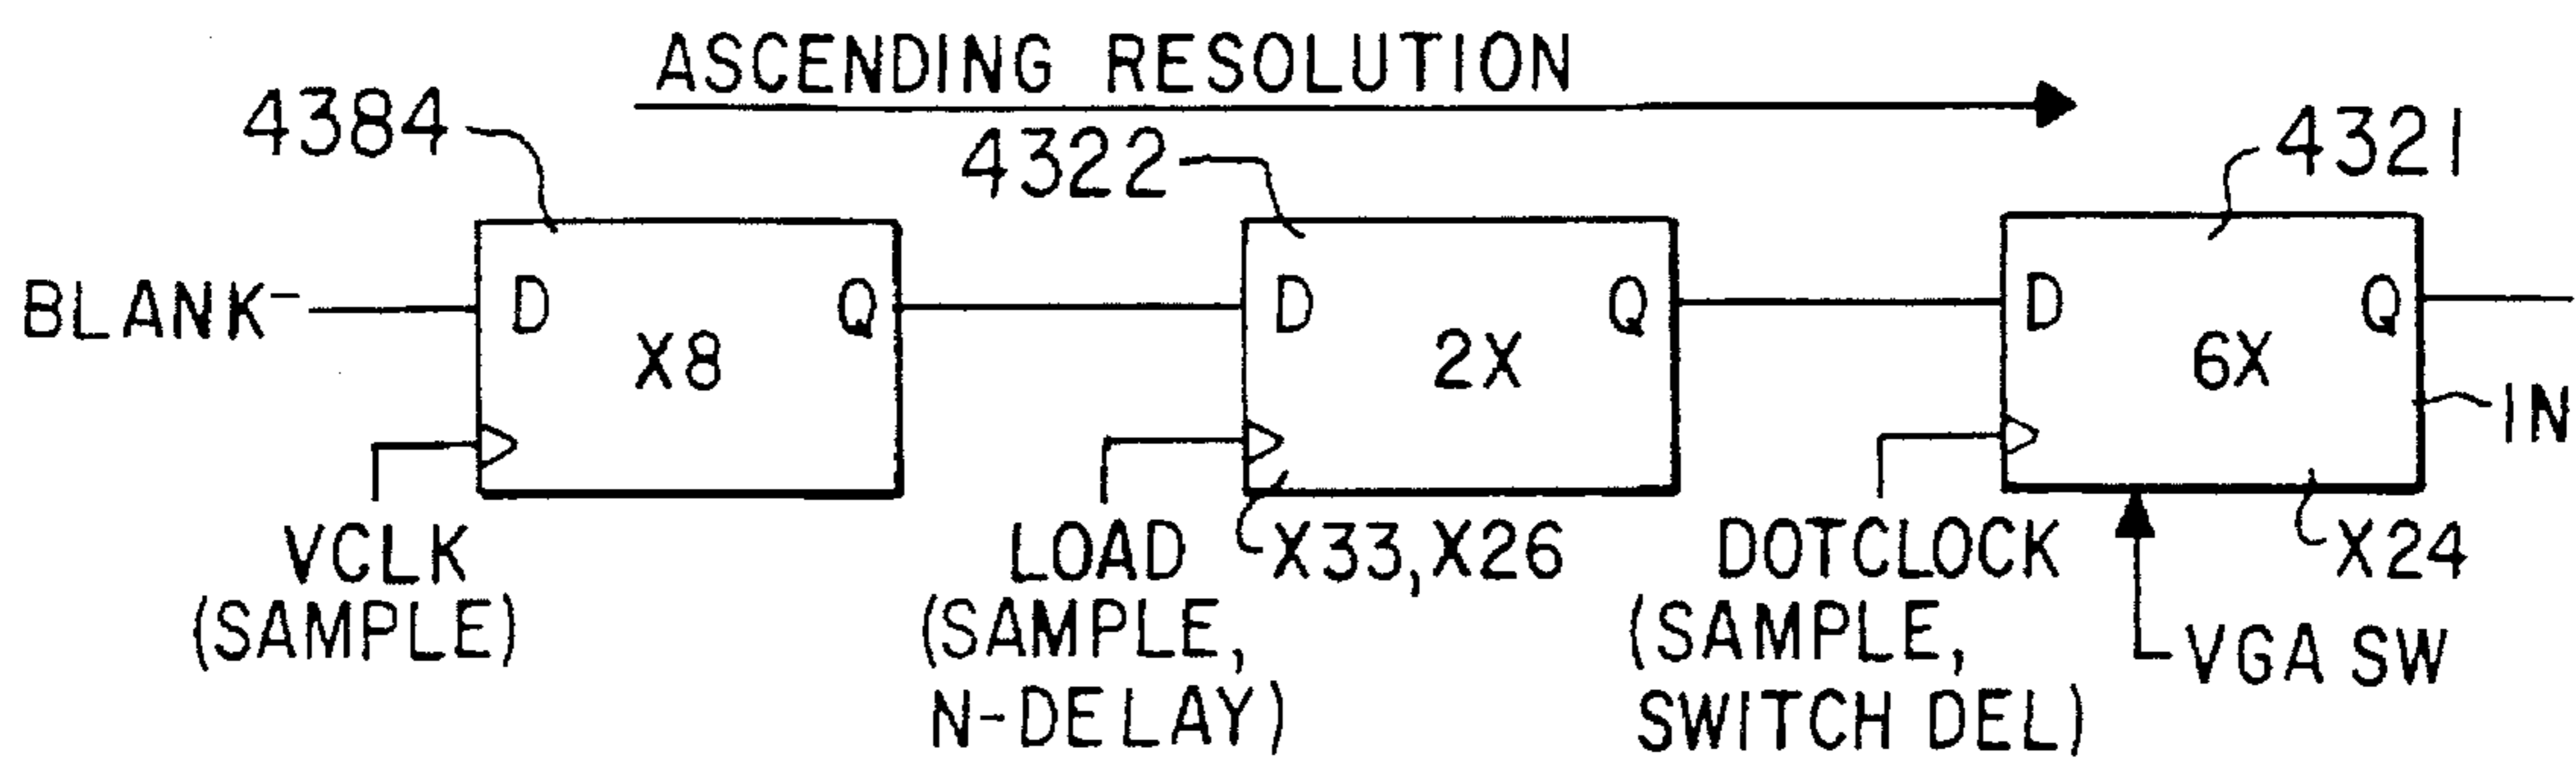 ASCENDING RESOLUTION
4384
4322
4321
BLANK-
D Q
X8
D Q
2X
D Q
6X
IN
VCLK
(SAMPLE)
LOAD
(SAMPLE,
N-DELAY)
X33, X26
DOTCLOCK
(SAMPLE,
SWITCH DEL)
X24
VGA SW